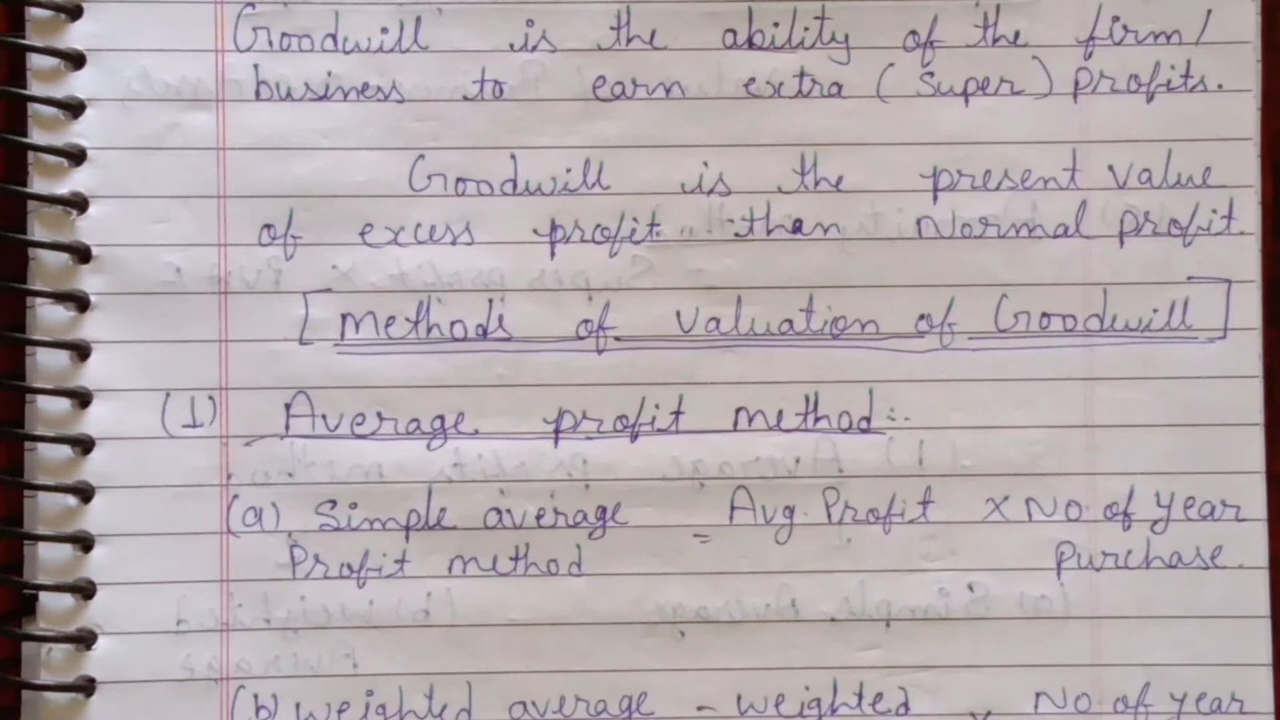 Goodwill is the ability of the firm/
business to earn extra (Super) profits.
Goodwill is the present value
of excess profit than Normal profit.
[methods of valuation of Goodwill]
(1) Average profit method:-
(a) Simple average = Avg. Profit x No of year
Profit method purchase.
(b) weighted average - weighted x No of year